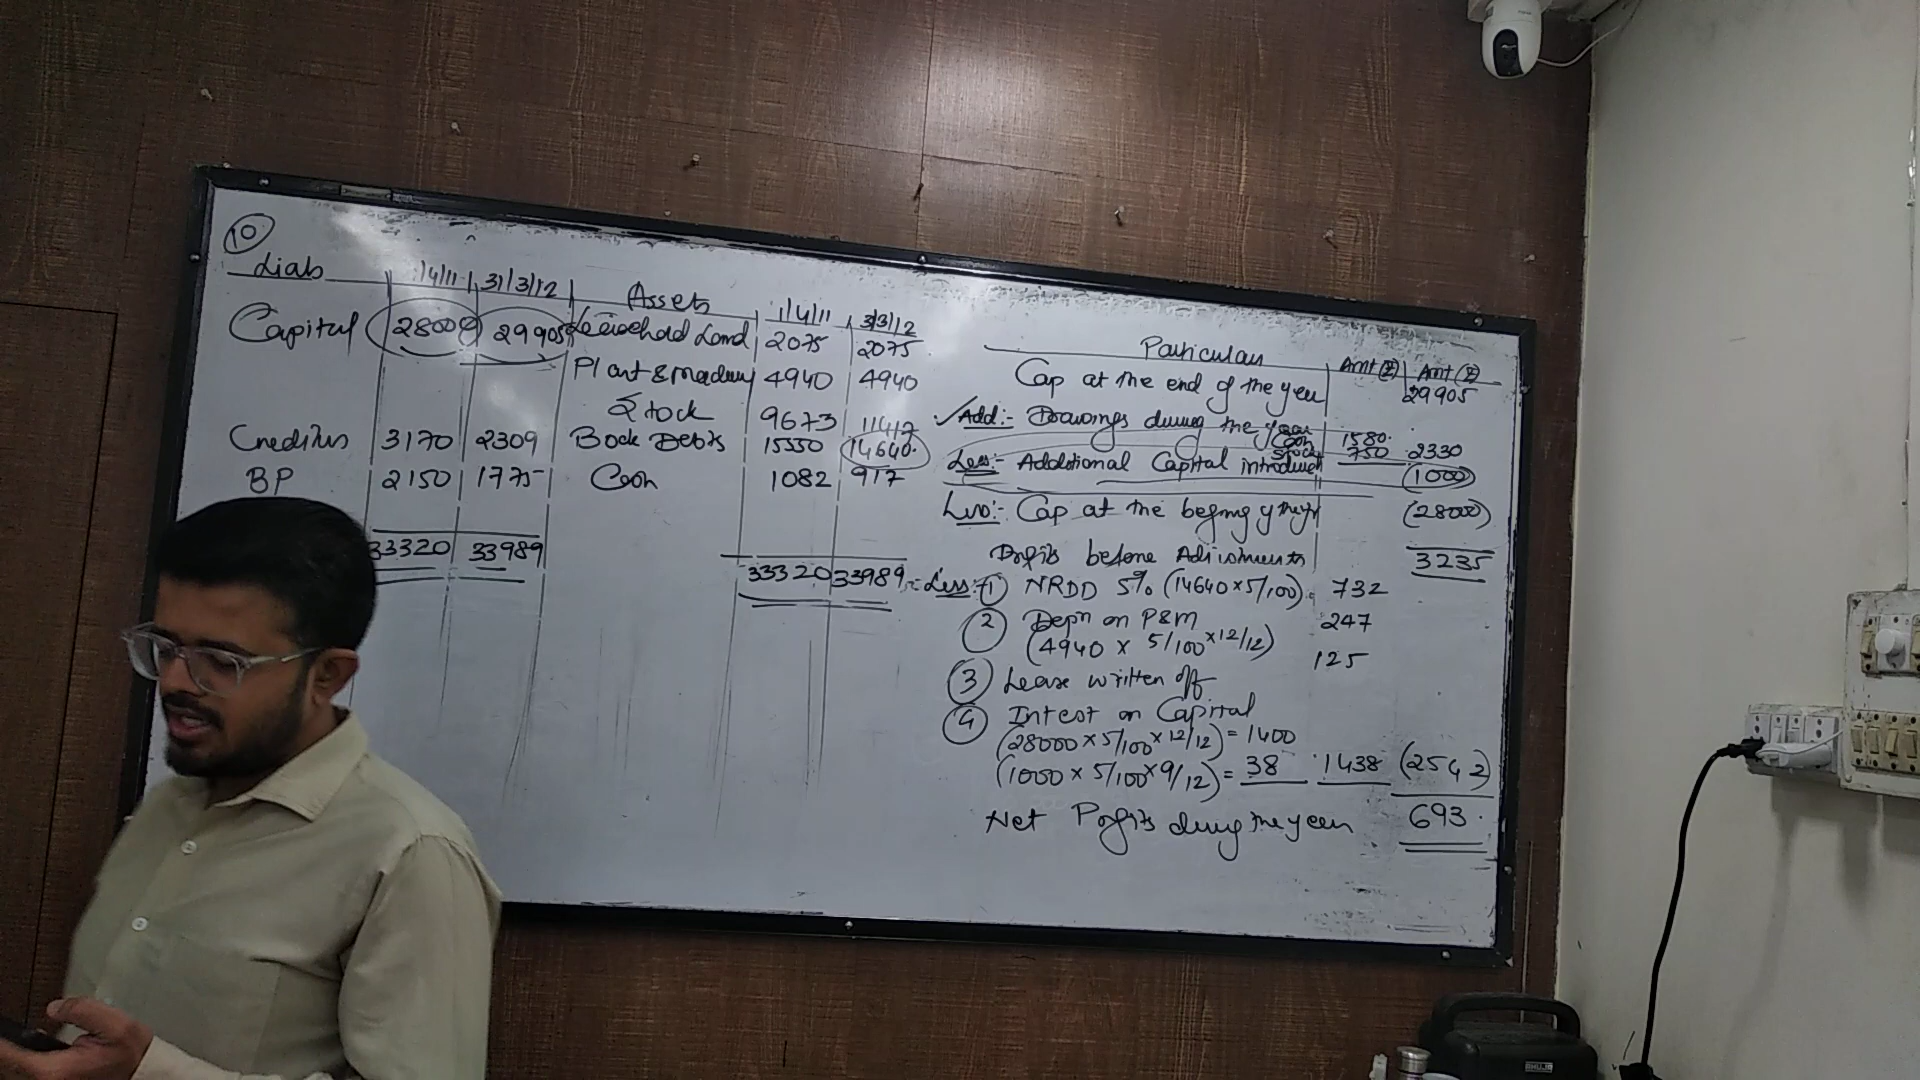 10
Liab 1/4/11 31/3/12 Assets 1/4/11 31/3/12
Capital 28000 29905 Leasehold Land 2075 2075
Plant & Machinery 4940 4940
Stock 9673 11417
Creditors 3170 2309 Book Debts 15550 14640
BP 2150 1775 Cash 1082 917
33320 33989 33320 33989
Particulars Amt (₹) Amt (₹)
Cap at the end of the year 29905
Add:- Drawings during the year
Cash 1580
Stock 750 2330
Less:- Additional Capital introduced (1000)
Less:- Cap at the begining of the yr (28000)
Profits before Adjustments 3235
Less:- 1 NRDD 5% (14640 x 5/100) 732
2 Depn on P&M 247
(4940 x 5/100 x 12/12)
3 Lease written off 125
4 Intest on Capital
(28000 x 5/100 x 12/12) = 1400
(1000 x 5/100 x 9/12) = 38 1438 (2542)
Net Profits during the year 693